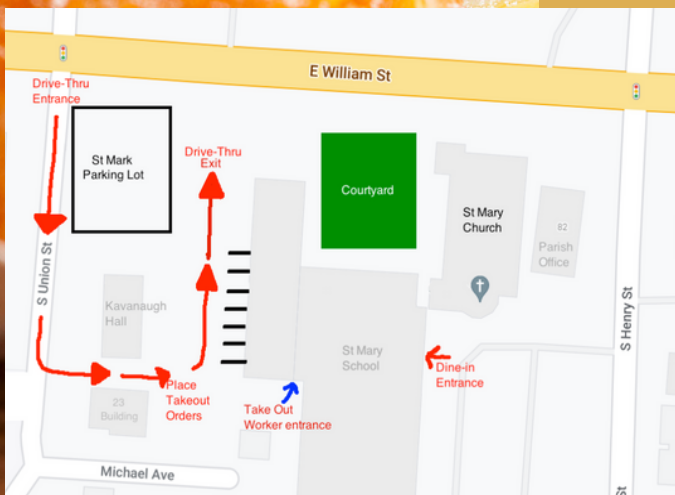 E William St
Drive-Thru
Entrance
St Mark
Parking Lot
Drive-Thru
Exit
Courtyard
St Mary
Church
82
Parish
Office
S Union St
Kavanaugh
Hall
S Henry St
St Mary
School
Dine-in
Entrance
Place
Takeout
Orders
23
Building
Take Out
Worker entrance
Michael Ave
St